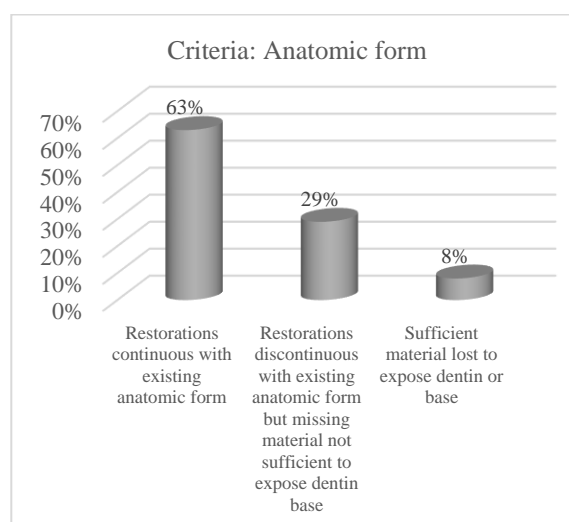 Criteria: Anatomic form
63%
29%
8%
70%
60%
50%
40%
30%
20%
10%
0%
Restorations
continuous with
existing
anatomic form
Restorations
discontinuous
with existing
anatomic form
but missing
material not
sufficient to
expose dentin
base
Sufficient
material lost to
expose dentin or
base